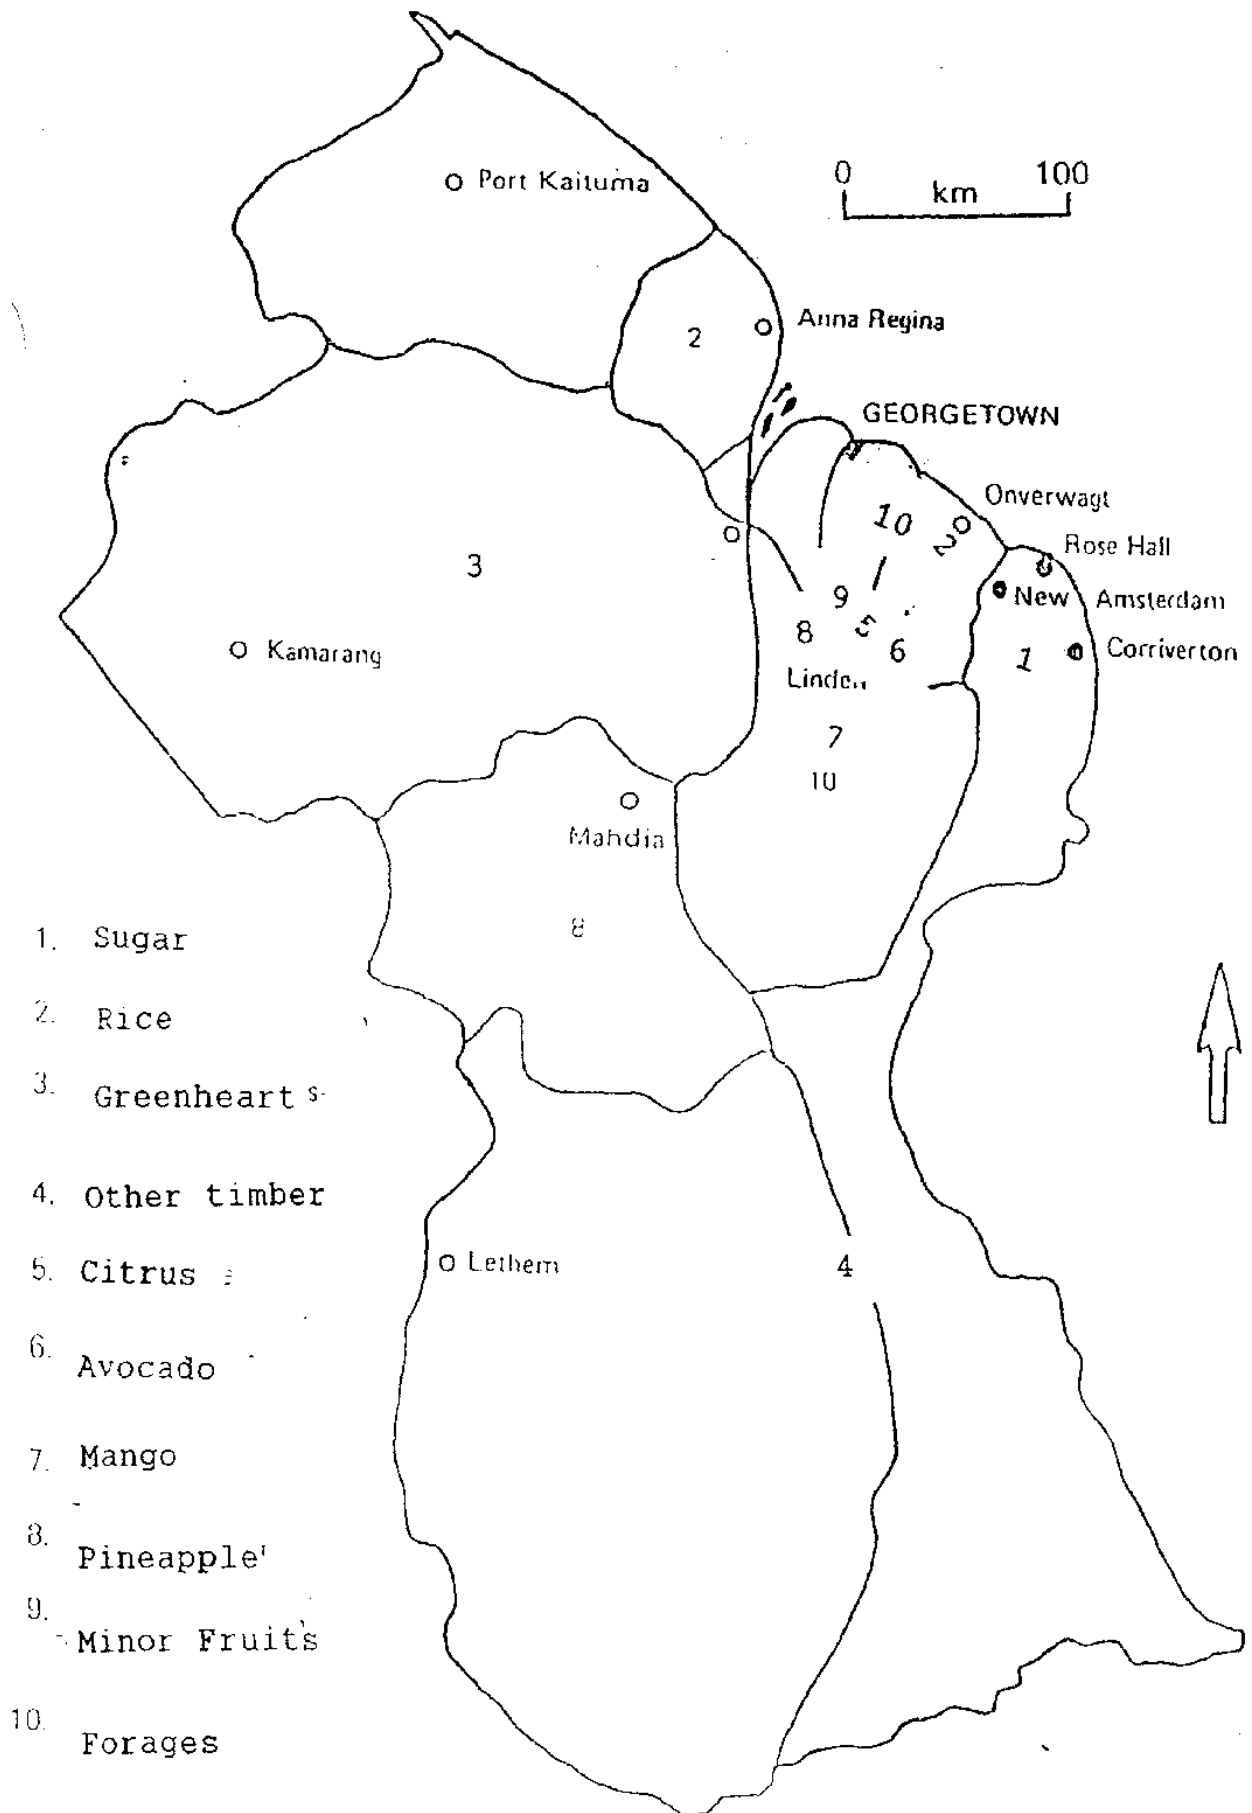 0 100
km
Port Kaituma
2
Anna Regina
GEORGETOWN
Onverwagt
10
2
Rose Hall
3
9
New Amsterdam
8
5
6
1
Corriverton
Kamarang
Linden
7
10
Mahdia
8
1. Sugar
2. Rice
3. Greenheart
4. Other timber
Lethem
4
5. Citrus
6. Avocado
7. Mango
8. Pineapple
9. Minor Fruits
10. Forages